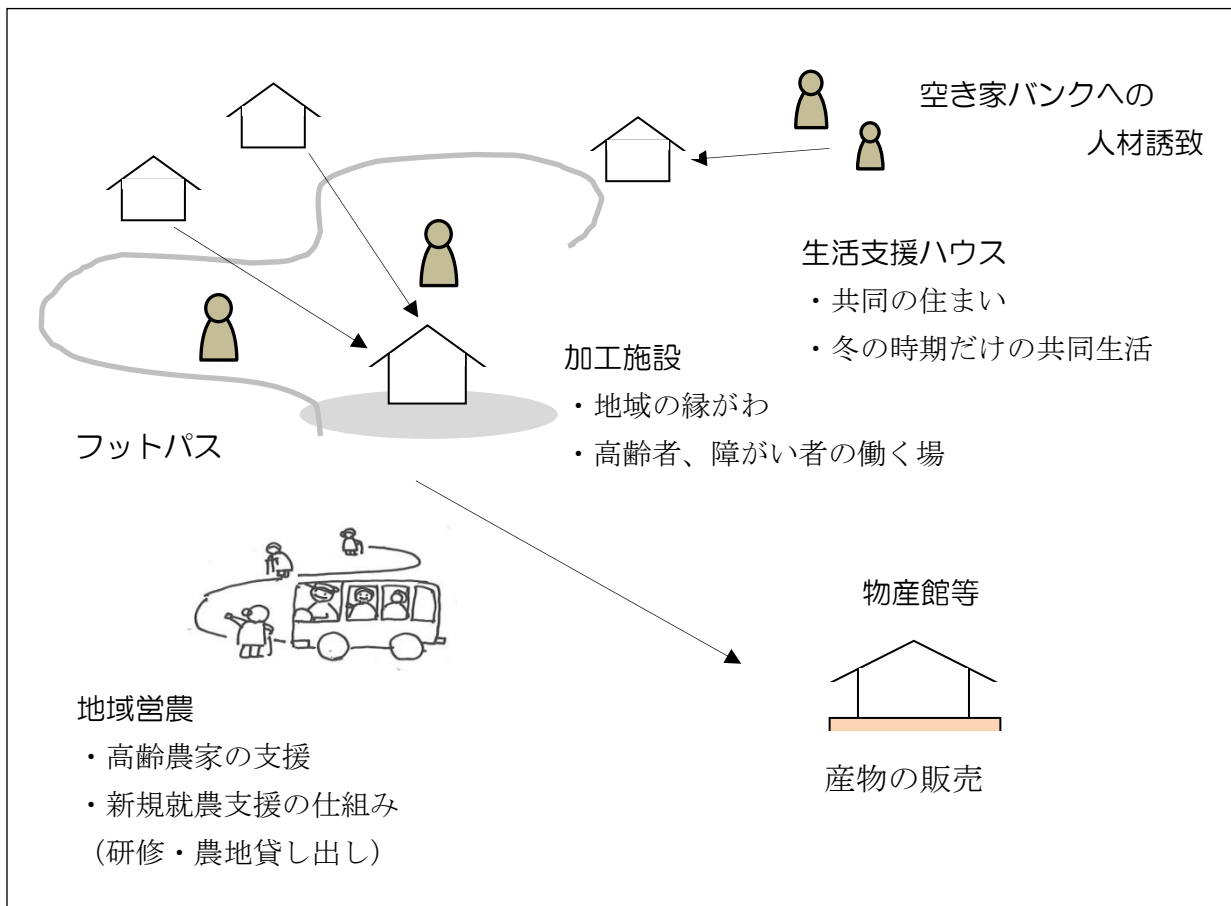 空き家バンクへの
人材誘致
生活支援ハウス
・共同の住まい
・冬の時期だけの共同生活
加工施設
・地域の縁がわ
・高齢者、障がい者の働く場
フットパス
物産館等
産物の販売
地域営農
・高齢農家の支援
・新規就農支援の仕組み
（研修・農地貸し出し）